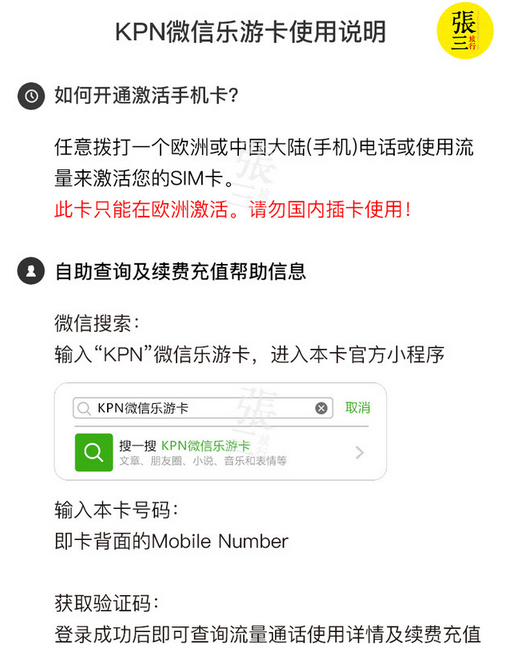 KPN微信乐游卡使用说明
張三旅行
如何开通激活手机卡?
任意拨打一个欧洲或中国大陆(手机)电话或使用流
量来激活您的SIM卡。
此卡只能在欧洲激活。请勿国内插卡使用!
自助查询及续费充值帮助信息
微信搜索:
输入“KPN”微信乐游卡，进入本卡官方小程序
KPN微信乐游卡
取消
搜一搜 KPN微信乐游卡
文章、朋友圈、小说、音乐和表情等
输入本卡号码:
即卡背面的Mobile Number
获取验证码:
登录成功后即可查询流量通话使用详情及续费充值
張三旅行
張三旅行